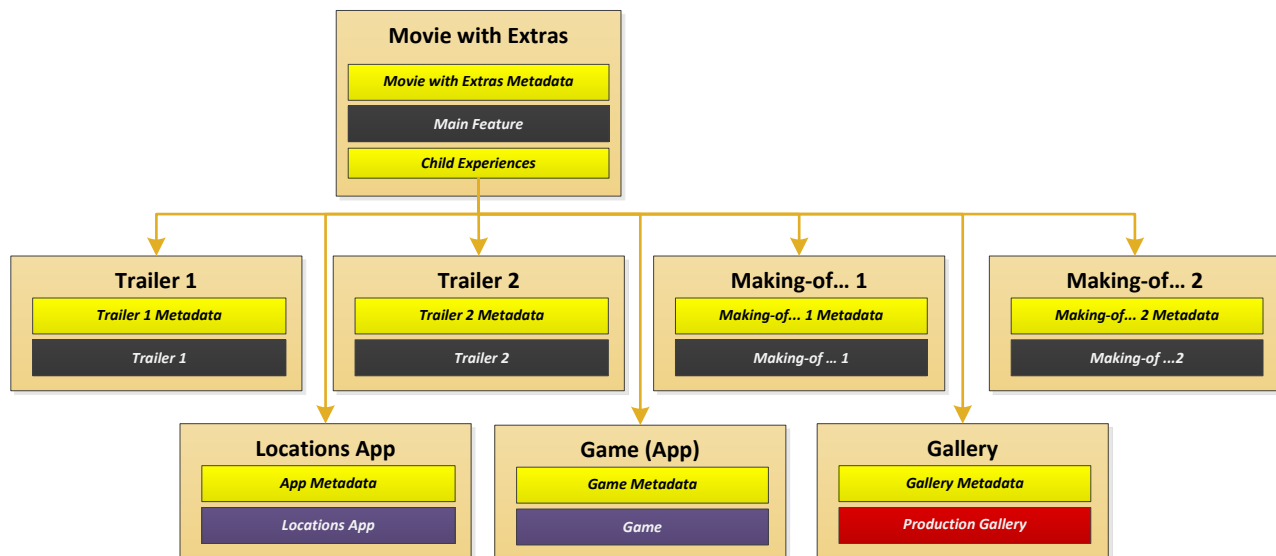 Movie with Extras
Movie with Extras Metadata
Main Feature
Child Experiences
Trailer 1
Trailer 1 Metadata
Trailer 1
Trailer 2
Trailer 2 Metadata
Trailer 2
Making-of… 1
Making-of... 1 Metadata
Making-of … 1
Making-of… 2
Making-of... 2 Metadata
Making-of ...2
Locations App
App Metadata
Locations App
Game (App)
Game Metadata
Game
Gallery
Gallery Metadata
Production Gallery